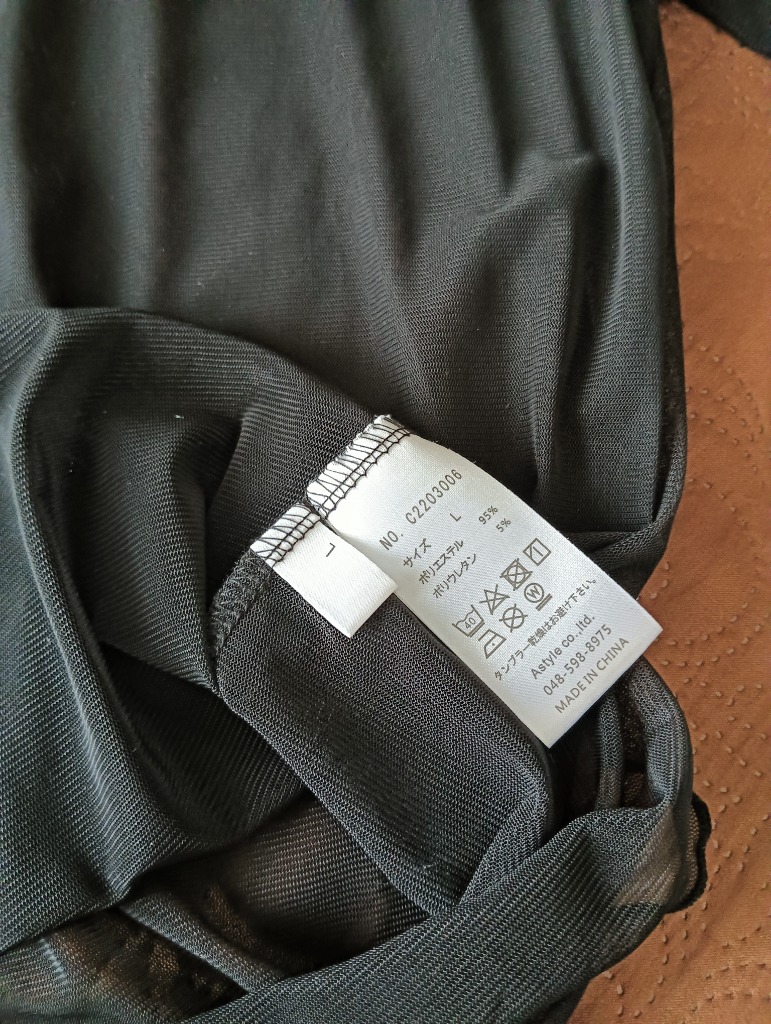 L
NO. C2203006
サイズ L
ポリエステル 95%
ポリウレタン 5%
40
W
タンブラー乾燥はお避け下さい。
Astyle co.,ltd.
048-598-8975
MADE IN CHINA